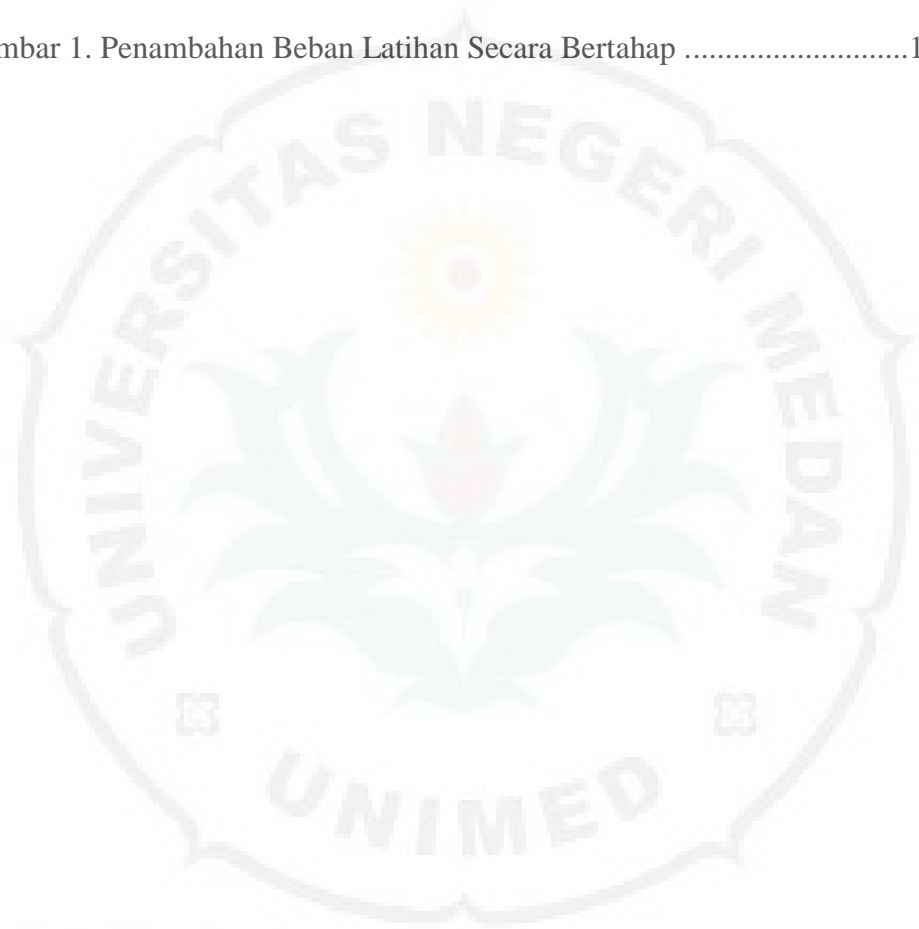 mbar 1. Penambahan Beban Latihan Secara Bertahap ...........................1
UNIVERSITAS NEGERI MEDAN
UNIMED